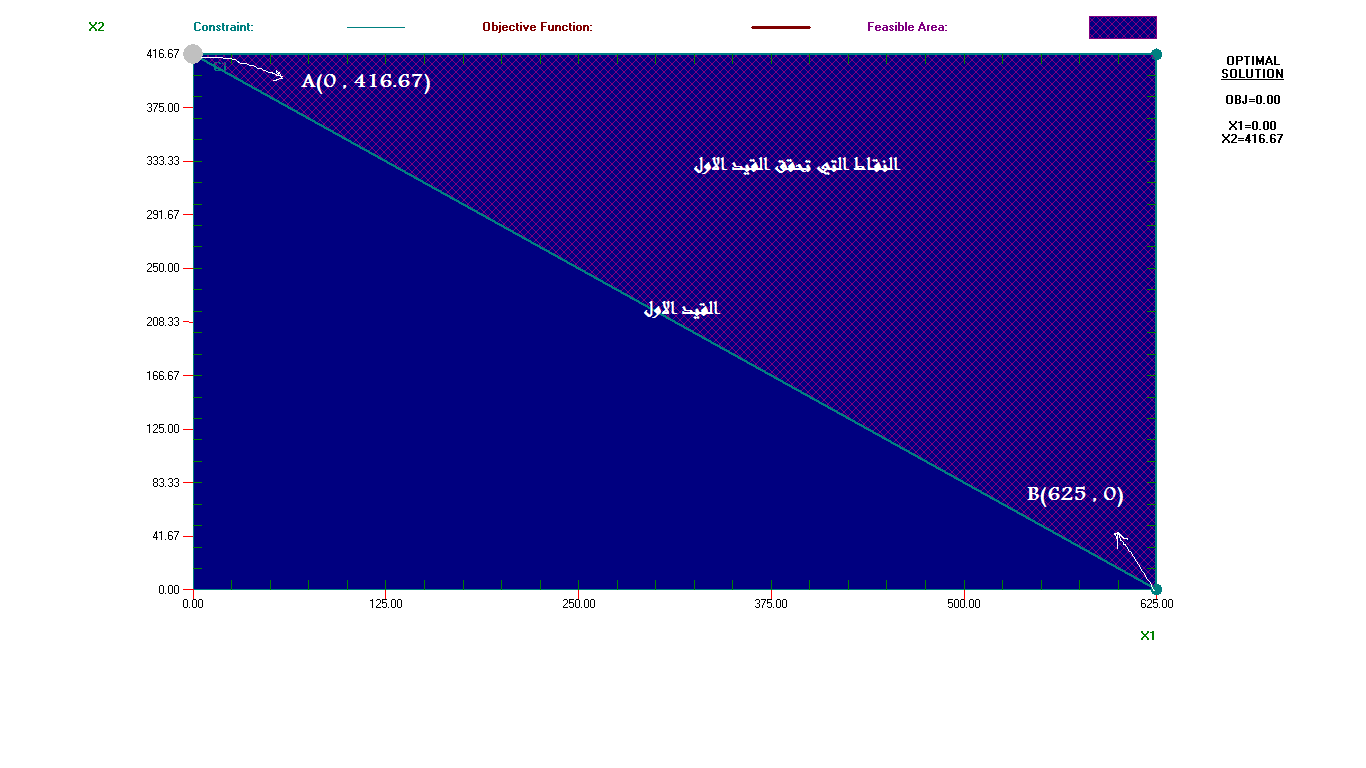 X2
Constraint:
Objective Function:
Feasible Area:
416.67
375.00
333.33
291.67
250.00
208.33
166.67
125.00
83.33
41.67
0.00
C1
A(0 , 416.67)
النقاط التي تحقق القيد الاول
القيد الاول
B(625 , 0)
0.00
125.00
250.00
375.00
500.00
625.00
X1
OPTIMAL
SOLUTION
OBJ=0.00
X1=0.00
X2=416.67